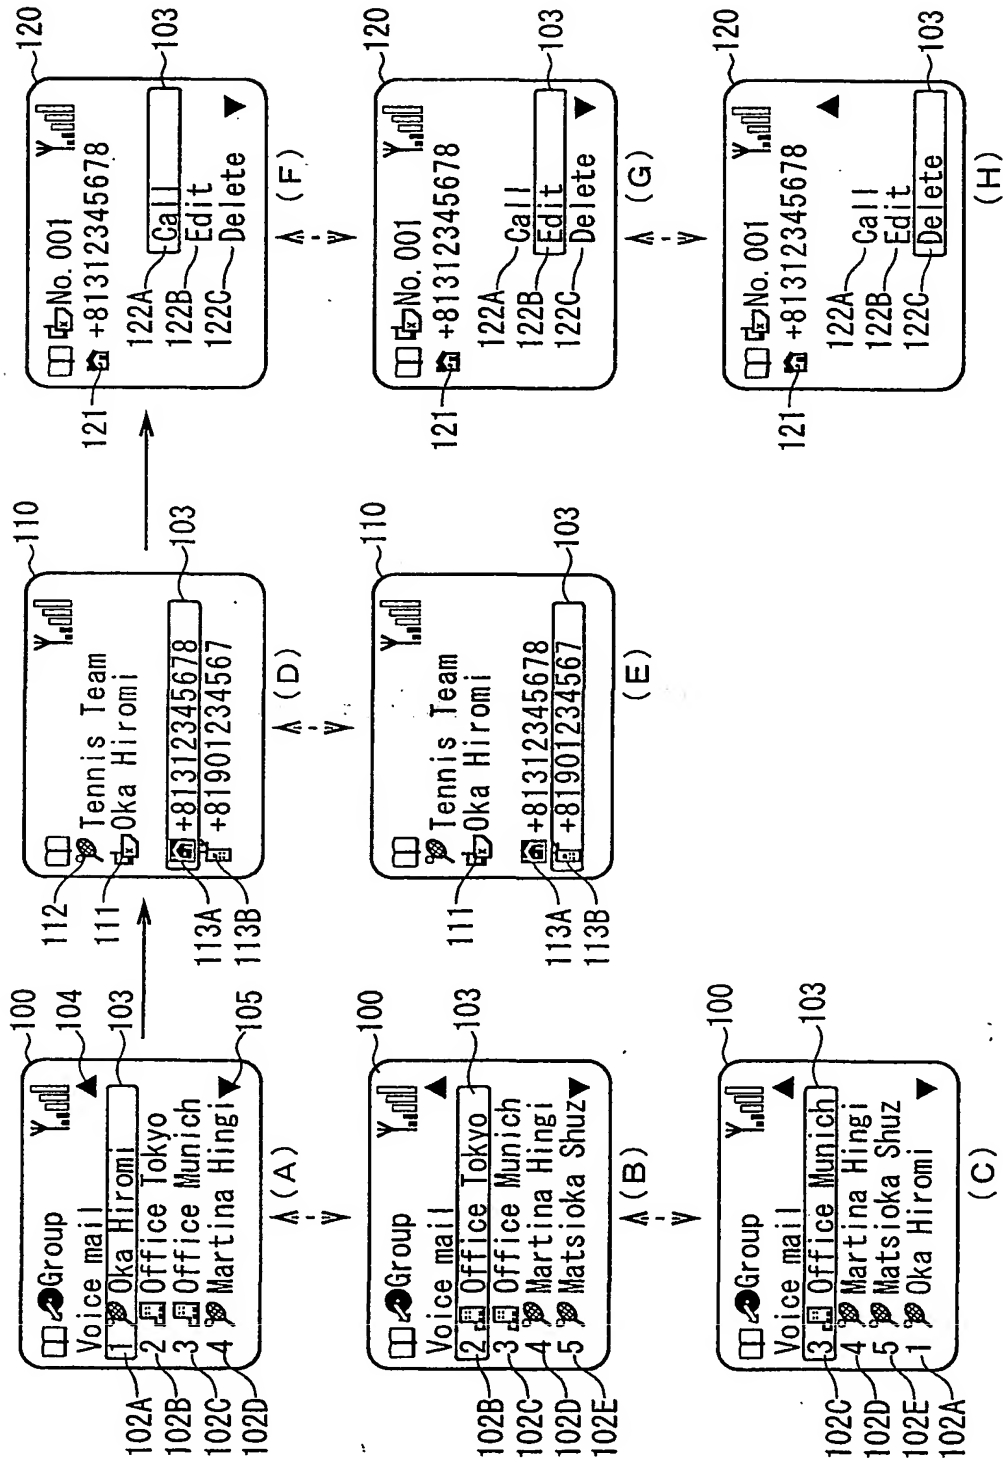 Group
Voice mail
1 Oka Hiromi
2 Office Tokyo
3 Office Munich
4 Martina Hingi
100
104
103
105
102A
102B
102C
102D
(A)
Group
Voice mail
2 Office Tokyo
3 Office Munich
4 Martina Hingi
5 Matsioka Shuz
100
103
102B
102C
102D
102E
(B)
Group
Voice mail
3 Office Munich
4 Martina Hingi
5 Matsioka Shuz
1 Oka Hiromi
100
103
102C
102D
102E
102A
(C)
Tennis Team
Oka Hiromi
+81312345678
+81901234567
110
103
112
111
113A
113B
(D)
Tennis Team
Oka Hiromi
+81312345678
+81901234567
110
103
111
113A
113B
(E)
No. 001
+81312345678
Call
Edit
Delete
120
103
121
122A
122B
122C
(F)
No. 001
+81312345678
Call
Edit
Delete
120
103
121
122A
122B
122C
(G)
No. 001
+81312345678
Call
Edit
Delete
120
103
121
122A
122B
122C
(H)